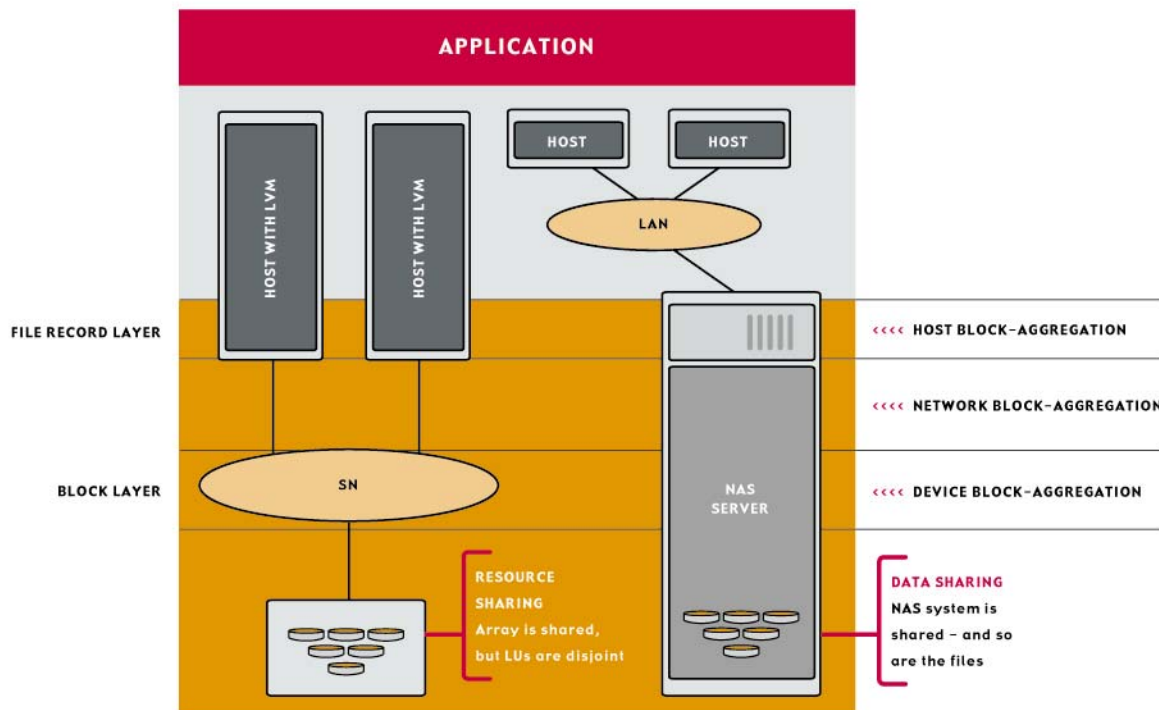 APPLICATION
HOST WITH LVM
HOST WITH LVM
HOST
HOST
LAN
FILE RECORD LAYER
<<<< HOST BLOCK–AGGREGATION
<<<< NETWORK BLOCK–AGGREGATION
BLOCK LAYER
SN
NAS
SERVER
<<<< DEVICE BLOCK–AGGREGATION
RESOURCE
SHARING
Array is shared,
but LUs are disjoint
DATA SHARING
NAS system is
shared – and so
are the files